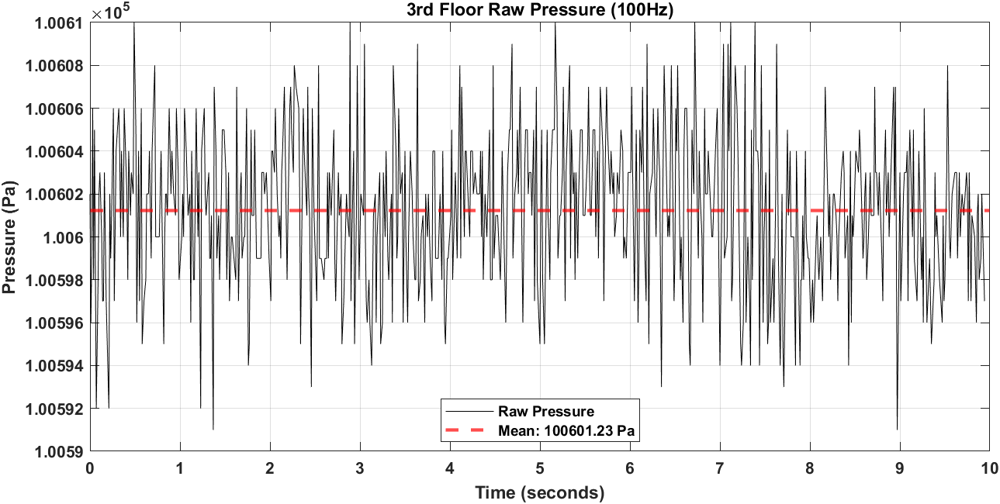 3rd Floor Raw Pressure (100Hz)
×10⁵
1.0061
1.00608
1.00606
1.00604
1.00602
1.006
1.00598
1.00596
1.00594
1.00592
1.0059
Pressure (Pa)
Raw Pressure
Mean: 100601.23 Pa
0 1 2 3 4 5 6 7 8 9 10
Time (seconds)